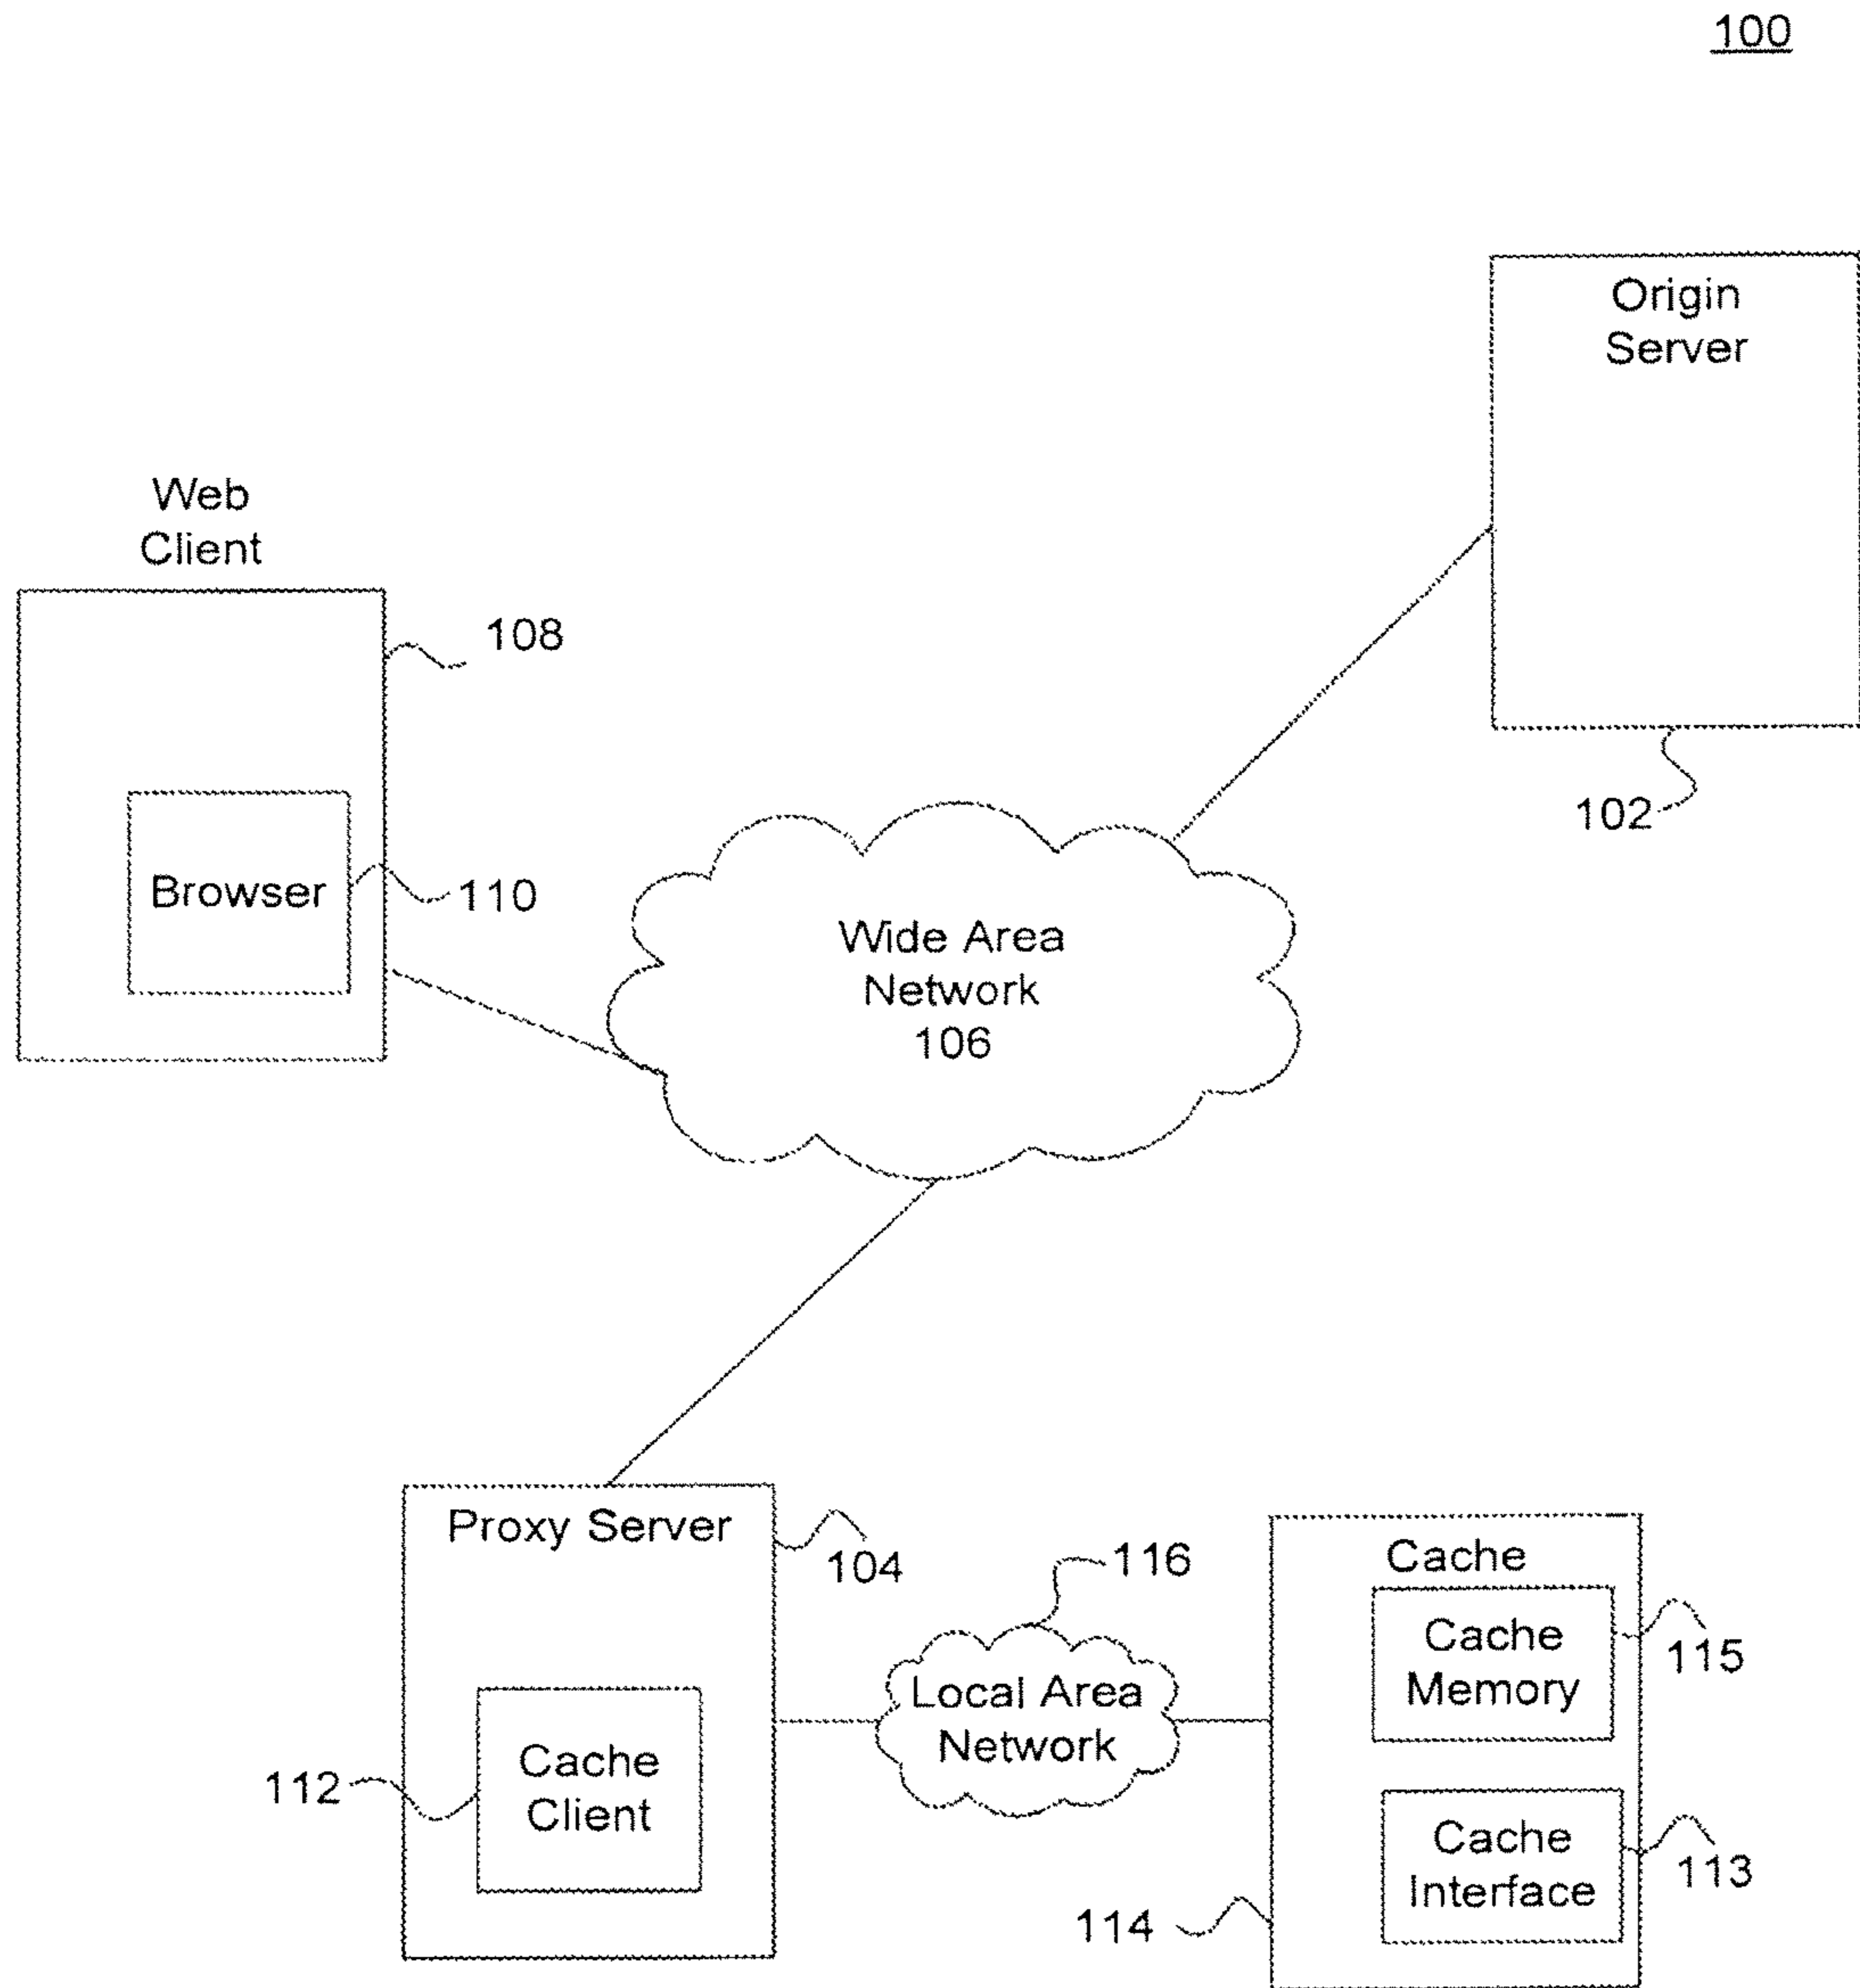 100
Origin
Server
102
Web
Client
108
Browser
110
Wide Area
Network
106
Proxy Server
104
Cache
Client
112
116
Local Area
Network
Cache
Cache
Memory
115
Cache
Interface
113
114